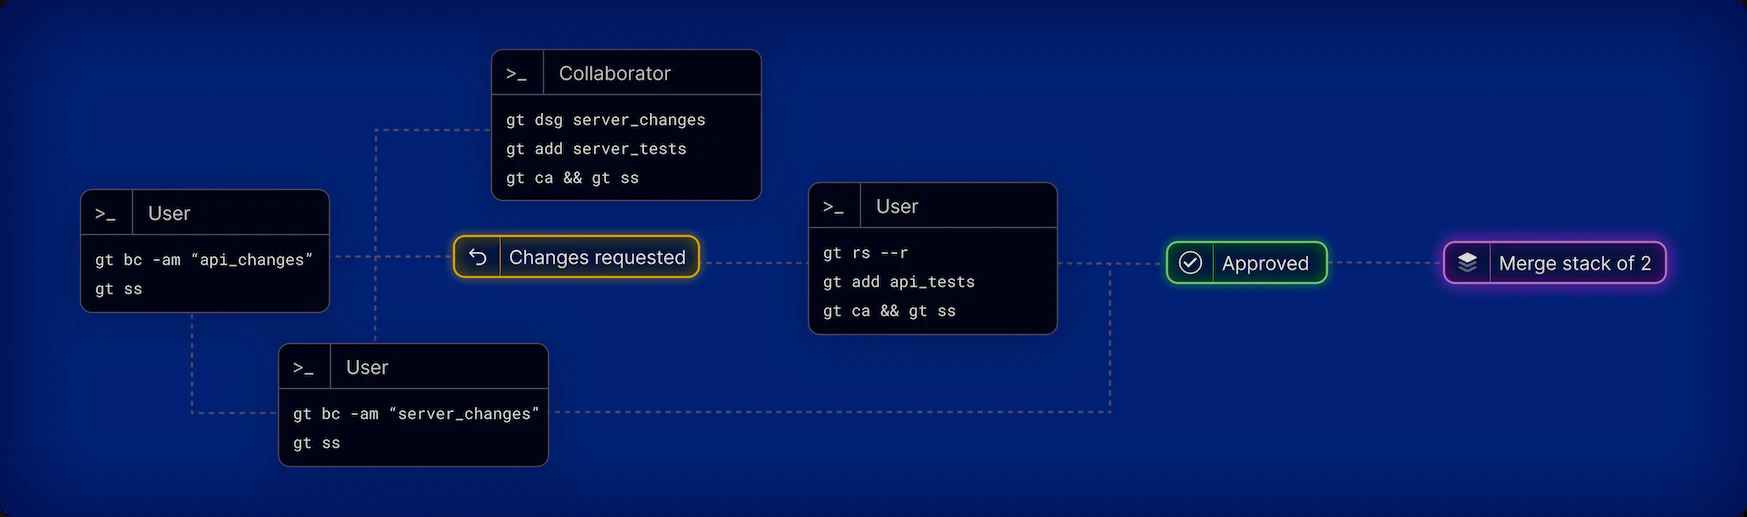 >_ Collaborator
gt dsg server_changes
gt add server_tests
gt ca && gt ss
>_ User
gt bc -am “api_changes”
gt ss
Changes requested
>_ User
gt rs --r
gt add api_tests
gt ca && gt ss
Approved
Merge stack of 2
>_ User
gt bc -am “server_changes”
gt ss